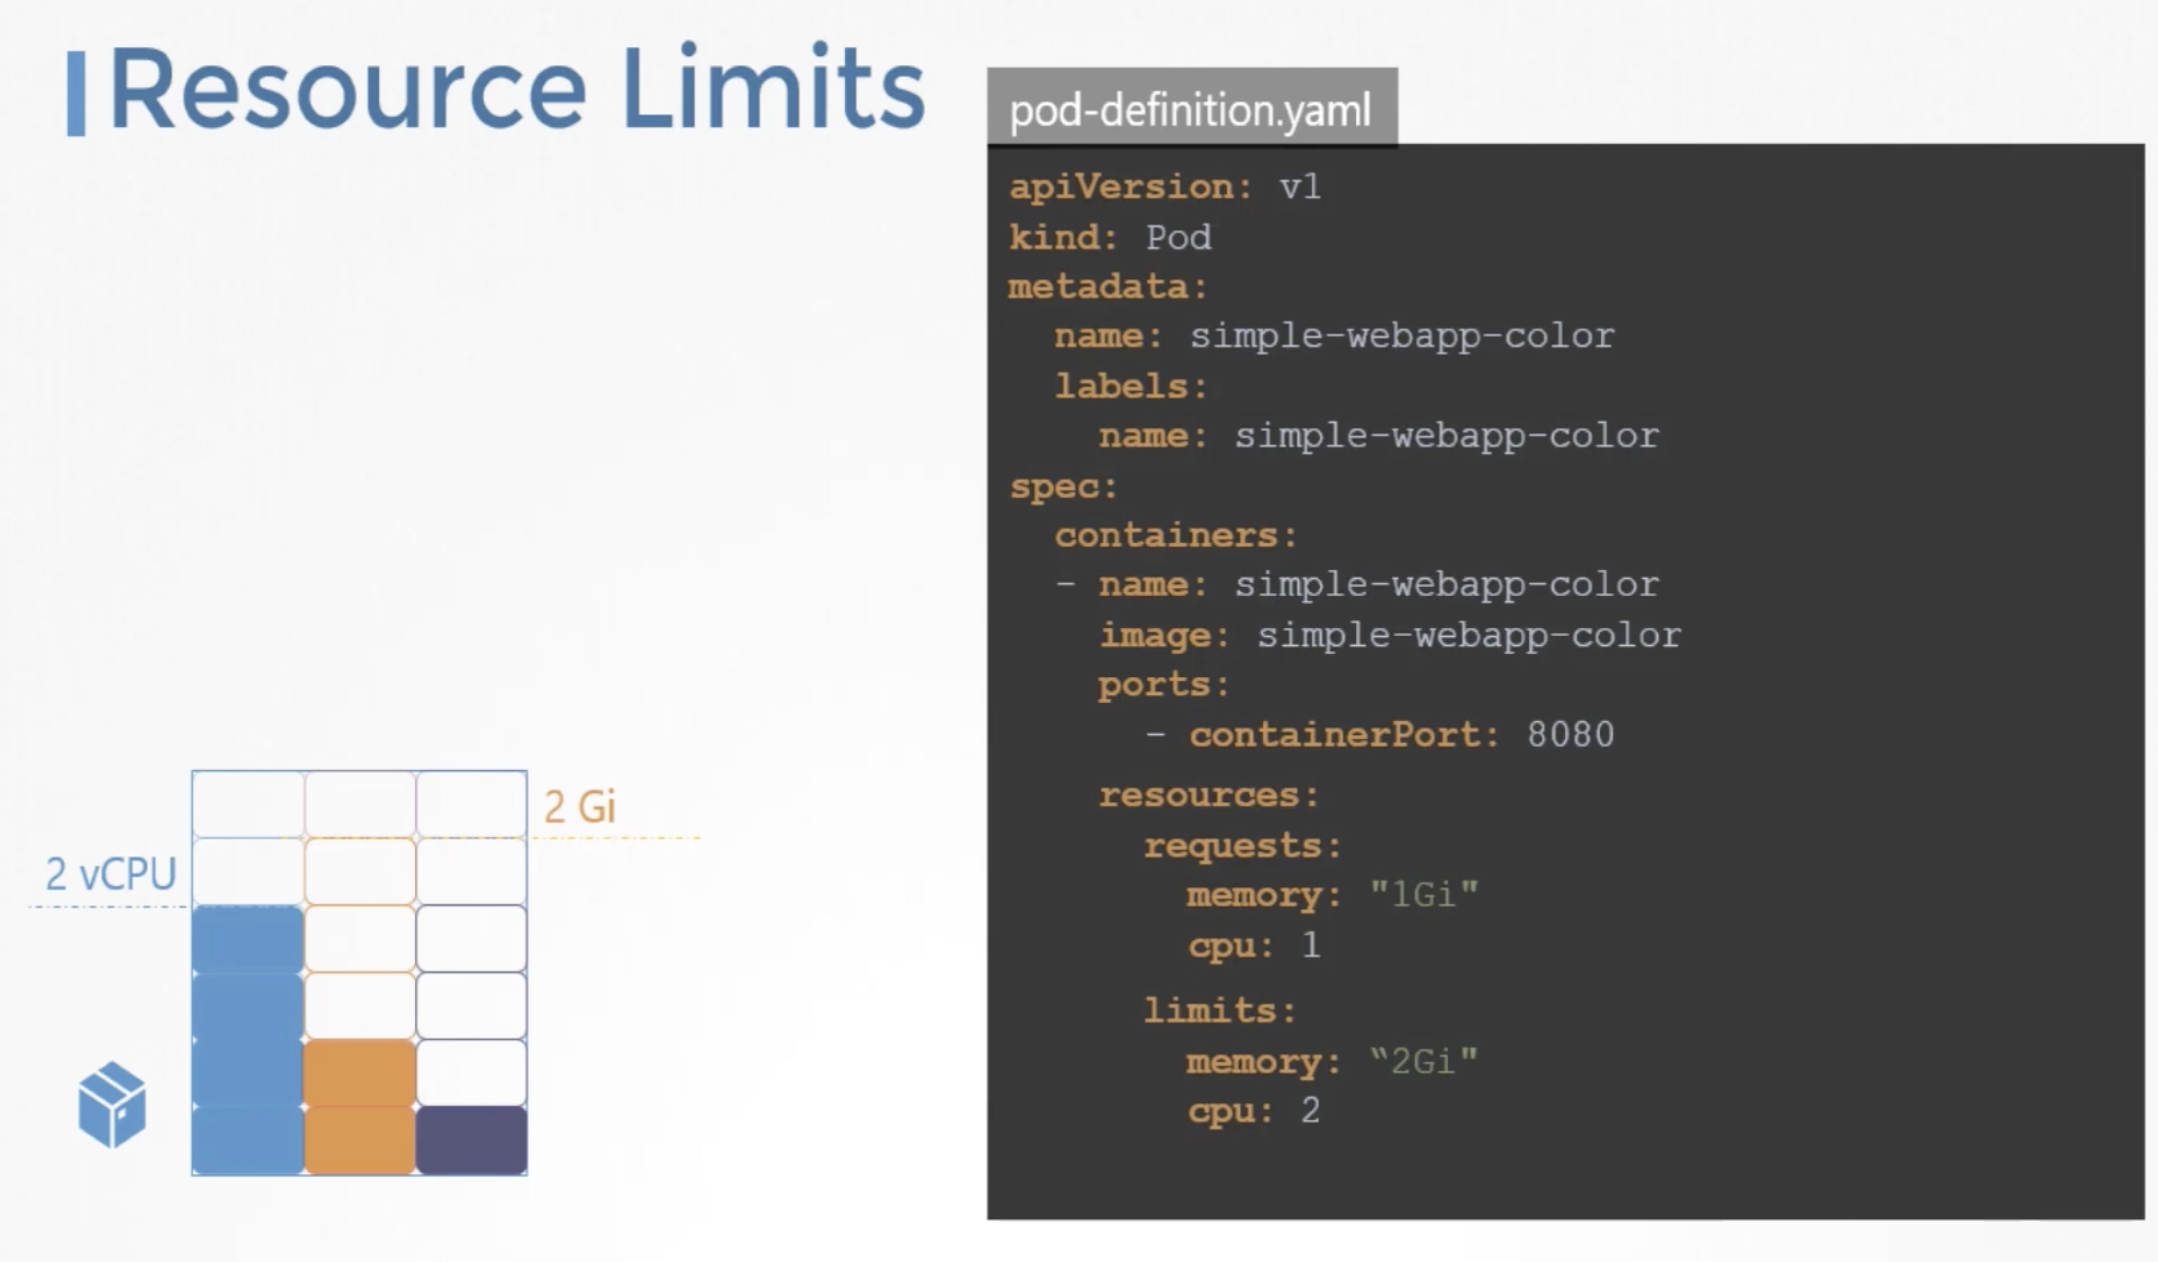 Resource Limits
pod-definition.yaml
apiVersion: v1
kind: Pod
metadata:
  name: simple-webapp-color
  labels:
    name: simple-webapp-color
spec:
  containers:
  - name: simple-webapp-color
    image: simple-webapp-color
    ports:
      - containerPort: 8080
    resources:
      requests:
        memory: "1Gi"
        cpu: 1
      limits:
        memory: “2Gi"
        cpu: 2
2 Gi
2 vCPU